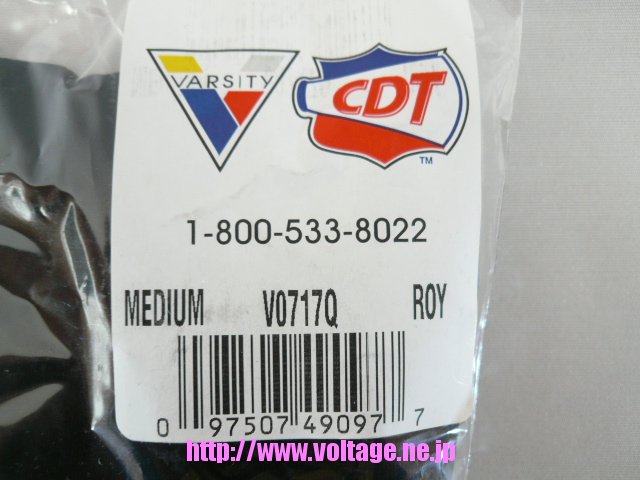 VARSITY
CDT
TM
1-800-533-8022
MEDIUM V0717Q ROY
0 97507 49097 7
http://www.voltage.ne.jp